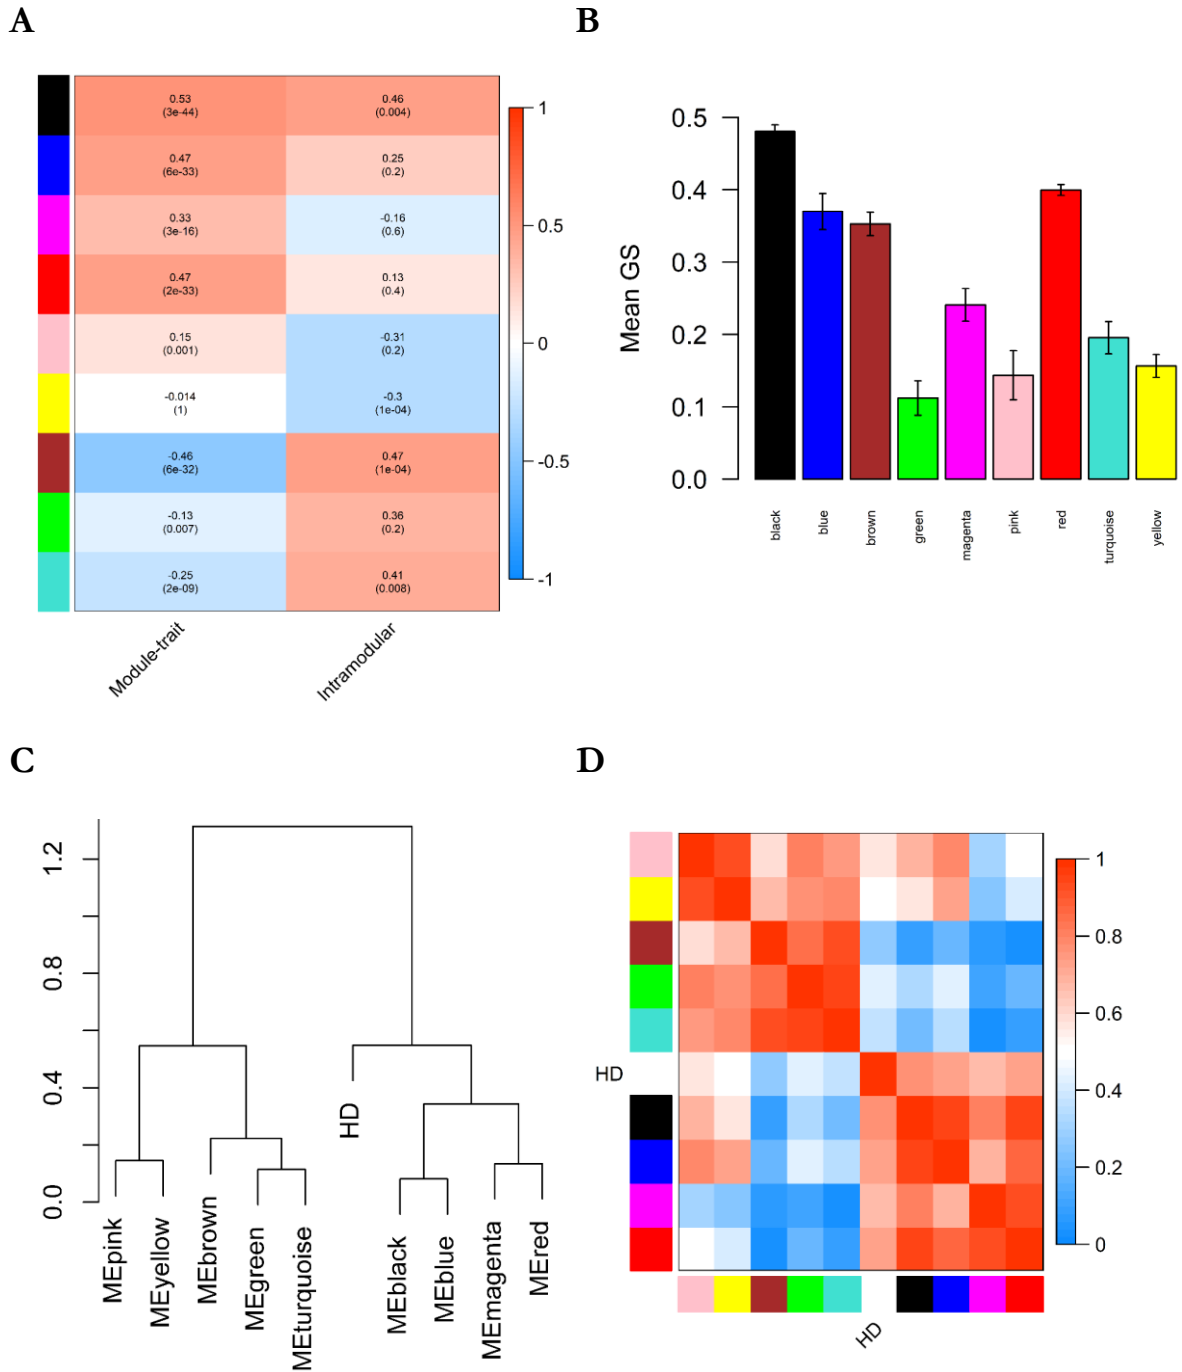 A
0.53
(3e-44)
0.46
(0.004)
0.47
(6e-33)
0.25
(0.2)
0.33
(3e-16)
-0.16
(0.6)
0.47
(2e-33)
0.13
(0.4)
0.15
(0.001)
-0.31
(0.2)
-0.014
(1)
-0.3
(1e-04)
-0.46
(6e-32)
0.47
(1e-04)
-0.13
(0.007)
0.36
(0.2)
-0.25
(2e-09)
0.41
(0.008)
Module-trait
Intramodular
1
0.5
0
-0.5
-1
B
Mean GS
0.5
0.4
0.3
0.2
0.1
0.0
black
blue
brown
green
magenta
pink
red
turquoise
yellow
C
1.2
0.8
0.4
0.0
MEpink
MEyellow
MEbrown
MEgreen
MEturquoise
HD
MEblack
MEblue
MEmagenta
MEred
D
HD
HD
1
0.8
0.6
0.4
0.2
0